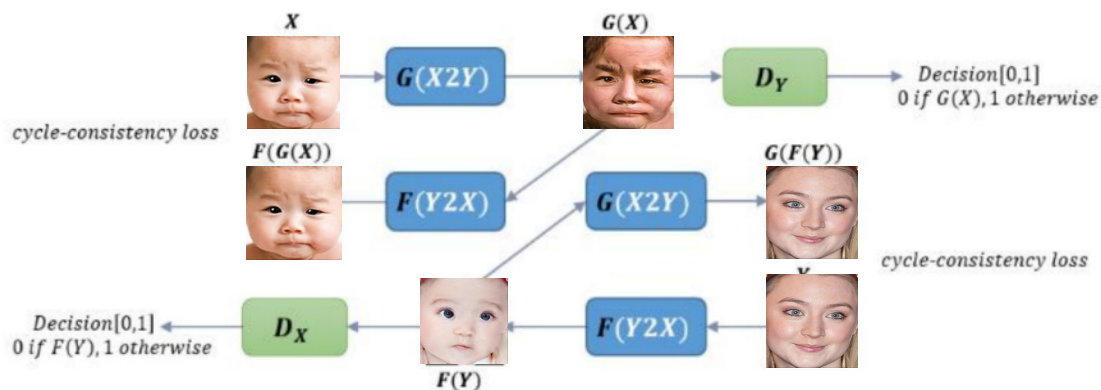 X
G(X)
G(X2Y)
D_Y
Decision[0,1]
0 if G(X), 1 otherwise
cycle-consistency loss
F(G(X))
G(F(Y))
F(Y2X)
G(X2Y)
cycle-consistency loss
Decision[0,1]
0 if F(Y), 1 otherwise
D_X
F(Y2X)
F(Y)